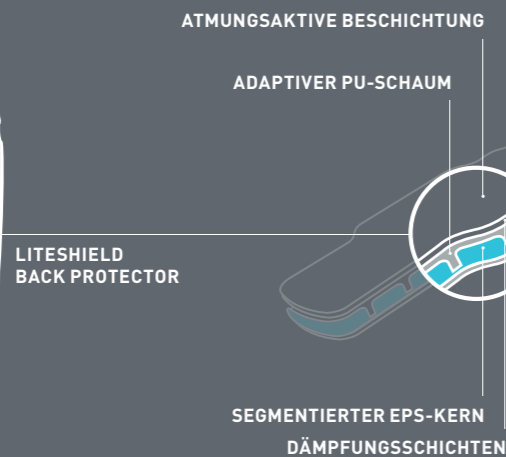 ATMUNGSAKTIVE BESCHICHTUNG
ADAPTIVER PU-SCHAUM
LITESHIELD
BACK PROTECTOR
SEGMENTIERTER EPS-KERN
DÄMPFUNGSSCHICHTEN